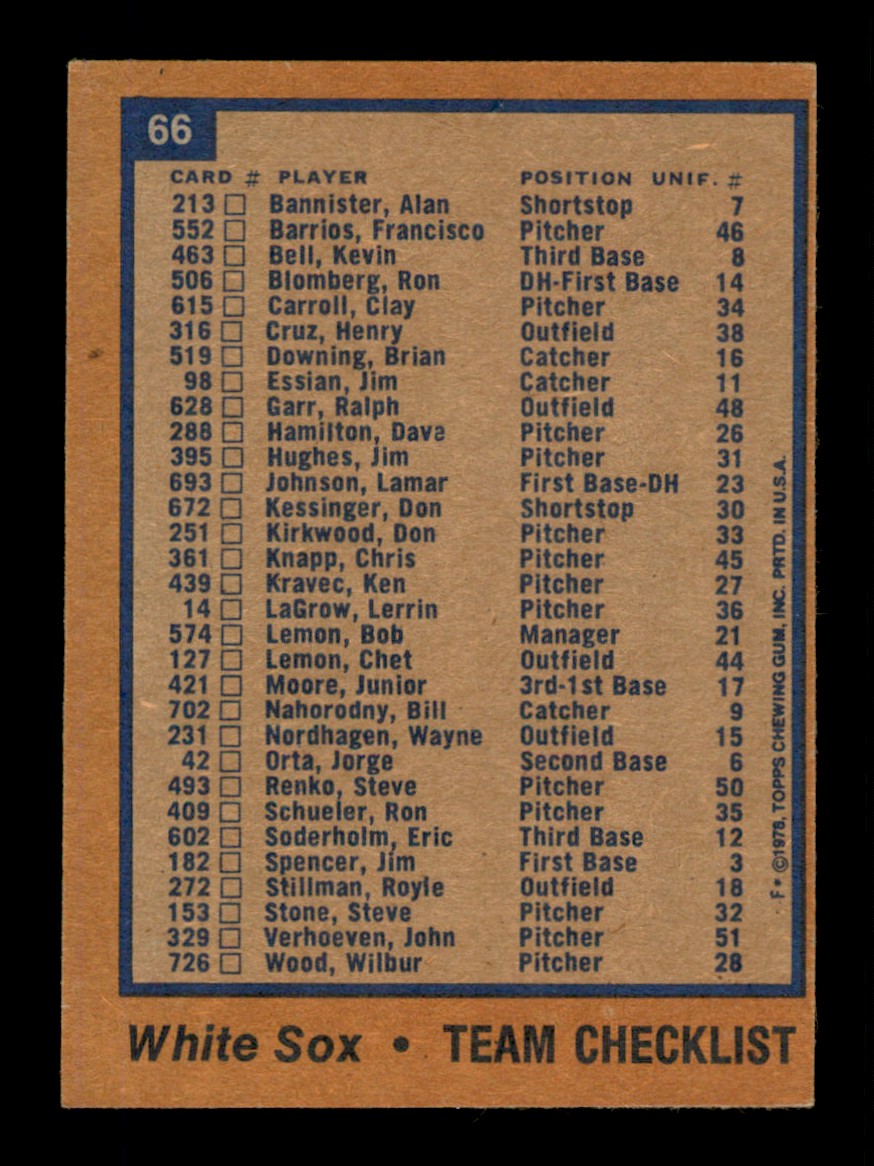 66
CARD # PLAYER POSITION UNIF. #
213 Bannister, Alan Shortstop 7
552 Barrios, Francisco Pitcher 46
463 Bell, Kevin Third Base 8
506 Blomberg, Ron DH-First Base 14
615 Carroll, Clay Pitcher 34
316 Cruz, Henry Outfield 38
519 Downing, Brian Catcher 16
98 Essian, Jim Catcher 11
628 Garr, Ralph Outfield 48
288 Hamilton, Dave Pitcher 26
395 Hughes, Jim Pitcher 31
693 Johnson, Lamar First Base-DH 23
672 Kessinger, Don Shortstop 30
251 Kirkwood, Don Pitcher 33
361 Knapp, Chris Pitcher 45
439 Kravec, Ken Pitcher 27
14 LaGrow, Lerrin Pitcher 36
574 Lemon, Bob Manager 21
127 Lemon, Chet Outfield 44
421 Moore, Junior 3rd-1st Base 17
702 Nahorodny, Bill Catcher 9
231 Nordhagen, Wayne Outfield 15
42 Orta, Jorge Second Base 6
493 Renko, Steve Pitcher 50
409 Schueler, Ron Pitcher 35
602 Soderholm, Eric Third Base 12
182 Spencer, Jim First Base 3
272 Stillman, Royle Outfield 18
153 Stone, Steve Pitcher 32
329 Verhoeven, John Pitcher 51
726 Wood, Wilbur Pitcher 28
F* ©1978, TOPPS CHEWING GUM, INC. PRTD. IN U.S.A.
White Sox • TEAM CHECKLIST